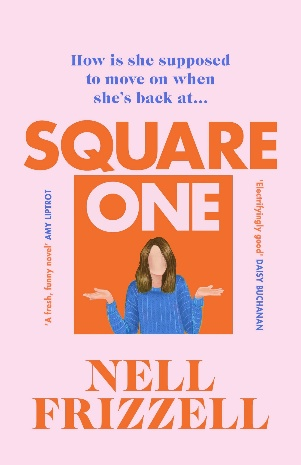 How is she supposed
to move on when
she's back at...
SQUARE
ONE
'A fresh, funny novel' AMY LIPTROT
'Electrifyingly good' DAISY BUCHANAN
NELL
FRIZZELL